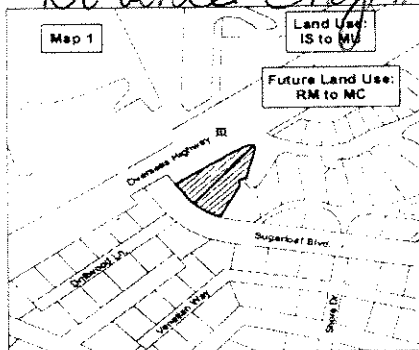 Map 1
Land Use:
IS to MU
Future Land Use:
RM to MC
Overseas Highway
Sugarloaf Blvd.
Driftwood Ln
Venetian Way
Shore Dr